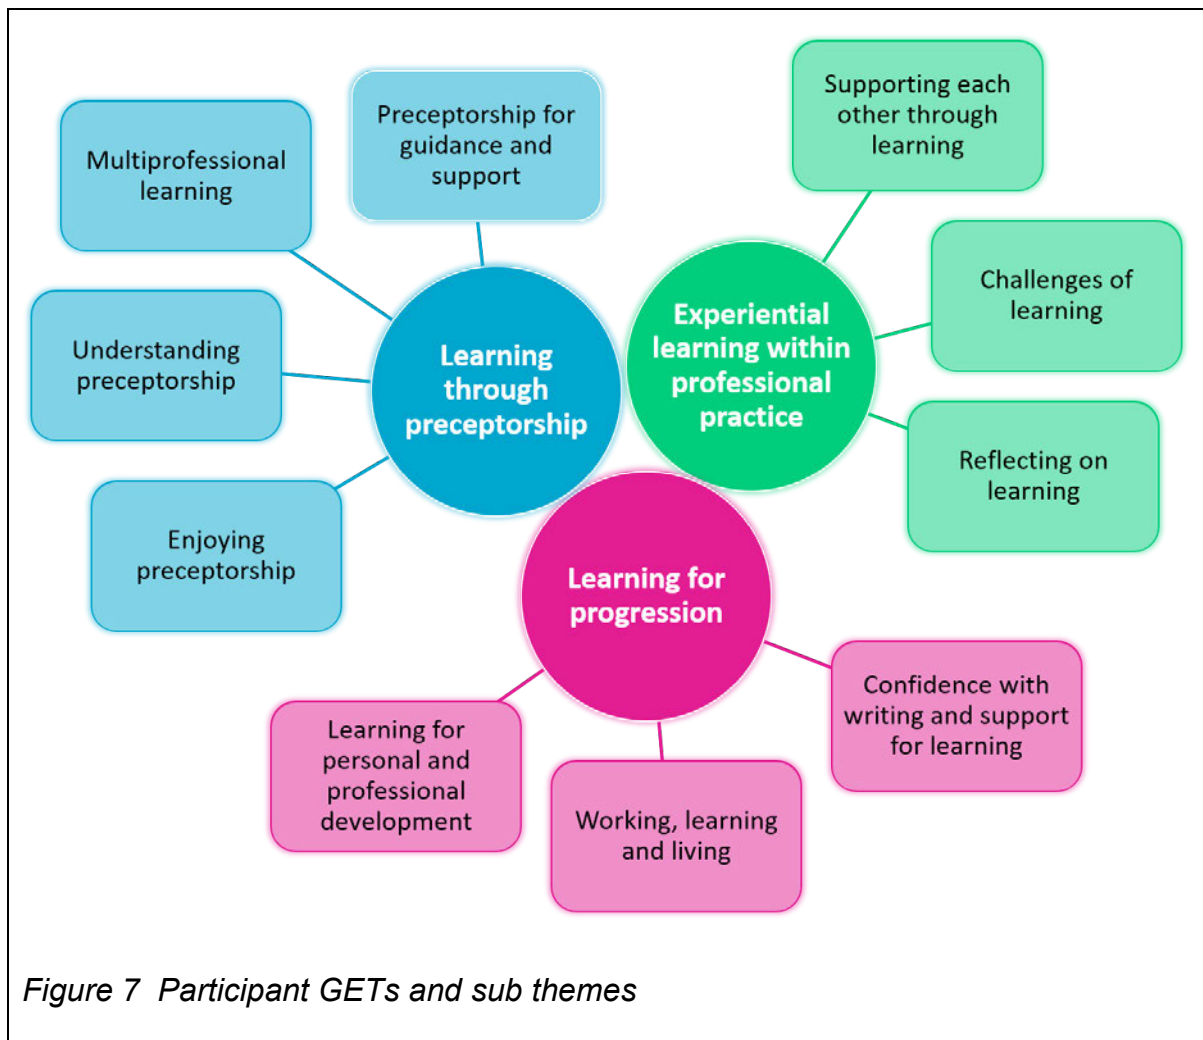 Preceptorship for
guidance and
support
Multiprofessional
learning
Understanding
preceptorship
Enjoying
preceptorship
Learning
through
preceptorship
Supporting each
other through
learning
Challenges of
learning
Reflecting on
learning
Experiential
learning within
professional
practice
Learning for
progression
Confidence with
writing and support
for learning
Working, learning
and living
Learning for
personal and
professional
development
Figure 7  Participant GETs and sub themes